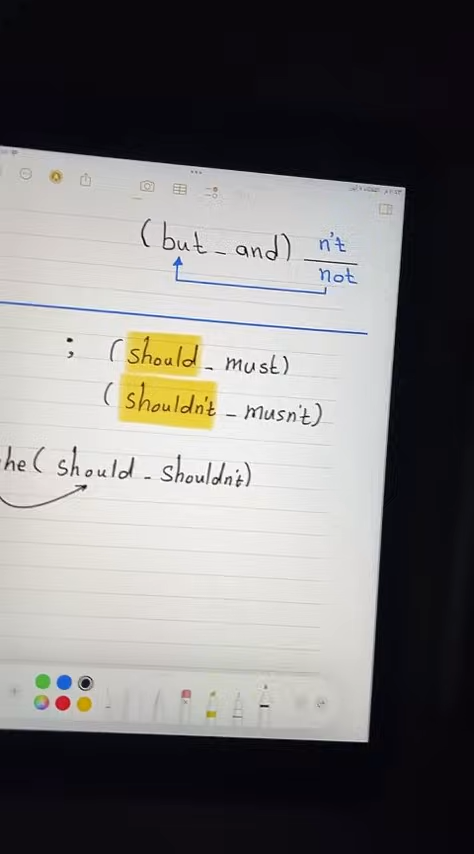 (but - and) n't
not
; (should - must)
(shouldn't - musn't)
he (should - shouldn't)